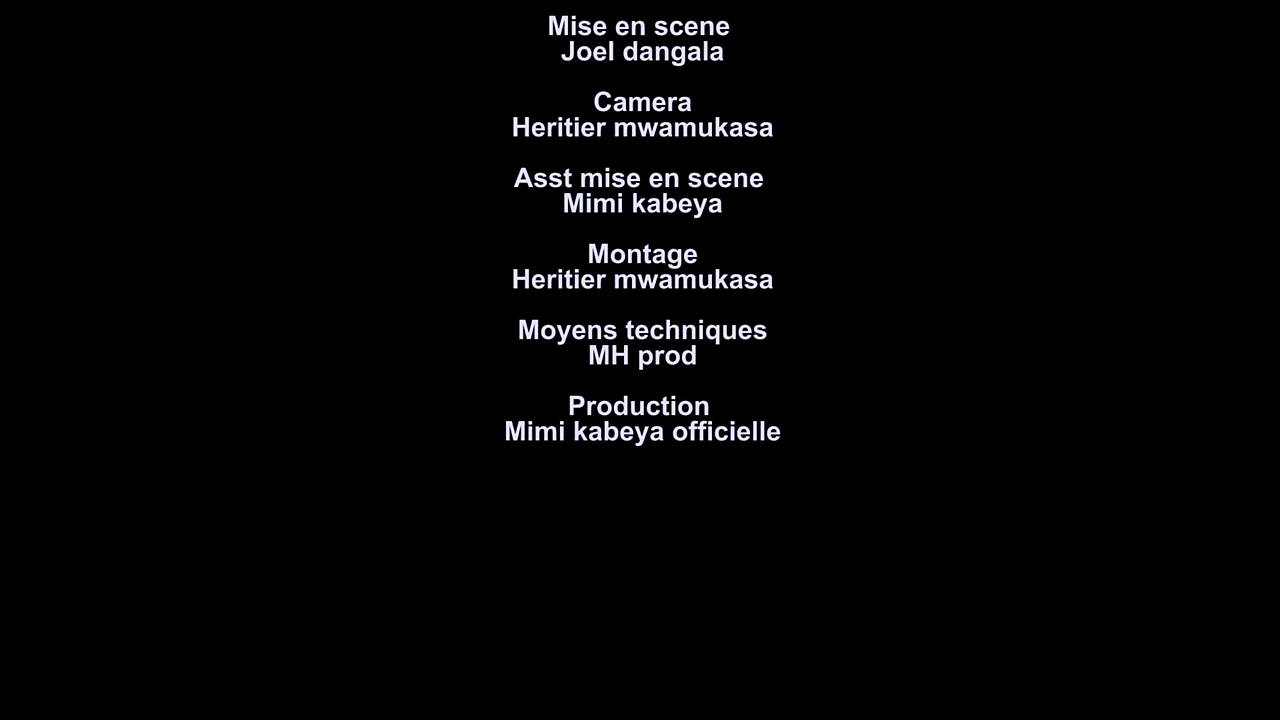 Mise en scene
Joel dangala
Camera
Heritier mwamukasa
Asst mise en scene
Mimi kabeya
Montage
Heritier mwamukasa
Moyens techniques
MH prod
Production
Mimi kabeya officielle